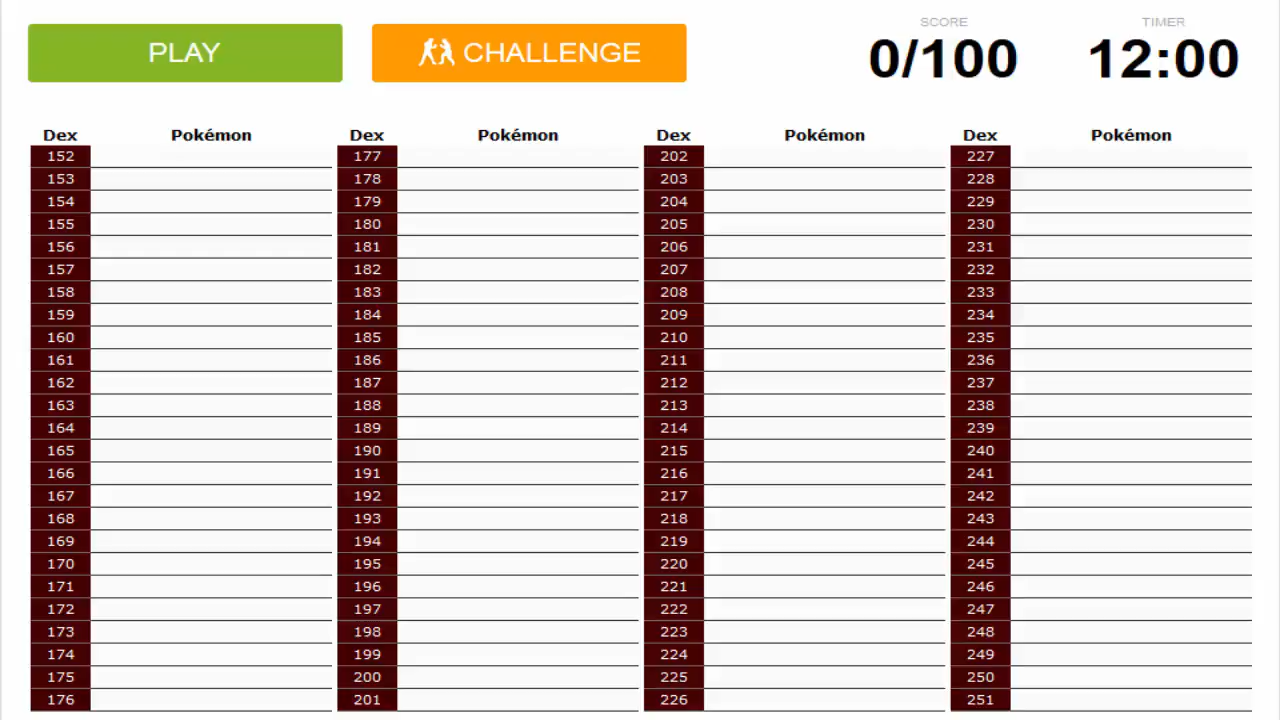 PLAY CHALLENGE SCORE TIMER
0/100 12:00
Dex Pokémon Dex Pokémon Dex Pokémon Dex Pokémon
152 177 202 227
153 178 203 228
154 179 204 229
155 180 205 230
156 181 206 231
157 182 207 232
158 183 208 233
159 184 209 234
160 185 210 235
161 186 211 236
162 187 212 237
163 188 213 238
164 189 214 239
165 190 215 240
166 191 216 241
167 192 217 242
168 193 218 243
169 194 219 244
170 195 220 245
171 196 221 246
172 197 222 247
173 198 223 248
174 199 224 249
175 200 225 250
176 201 226 251